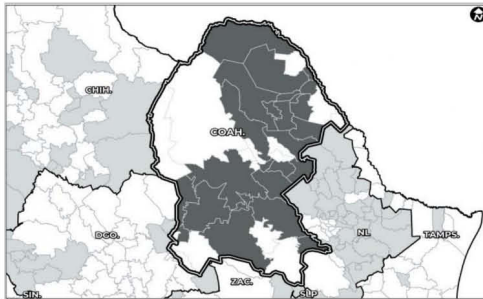 CHIH.
COAH.
DGO.
NL
TAMPS.
SIN.
ZAC.
SLP